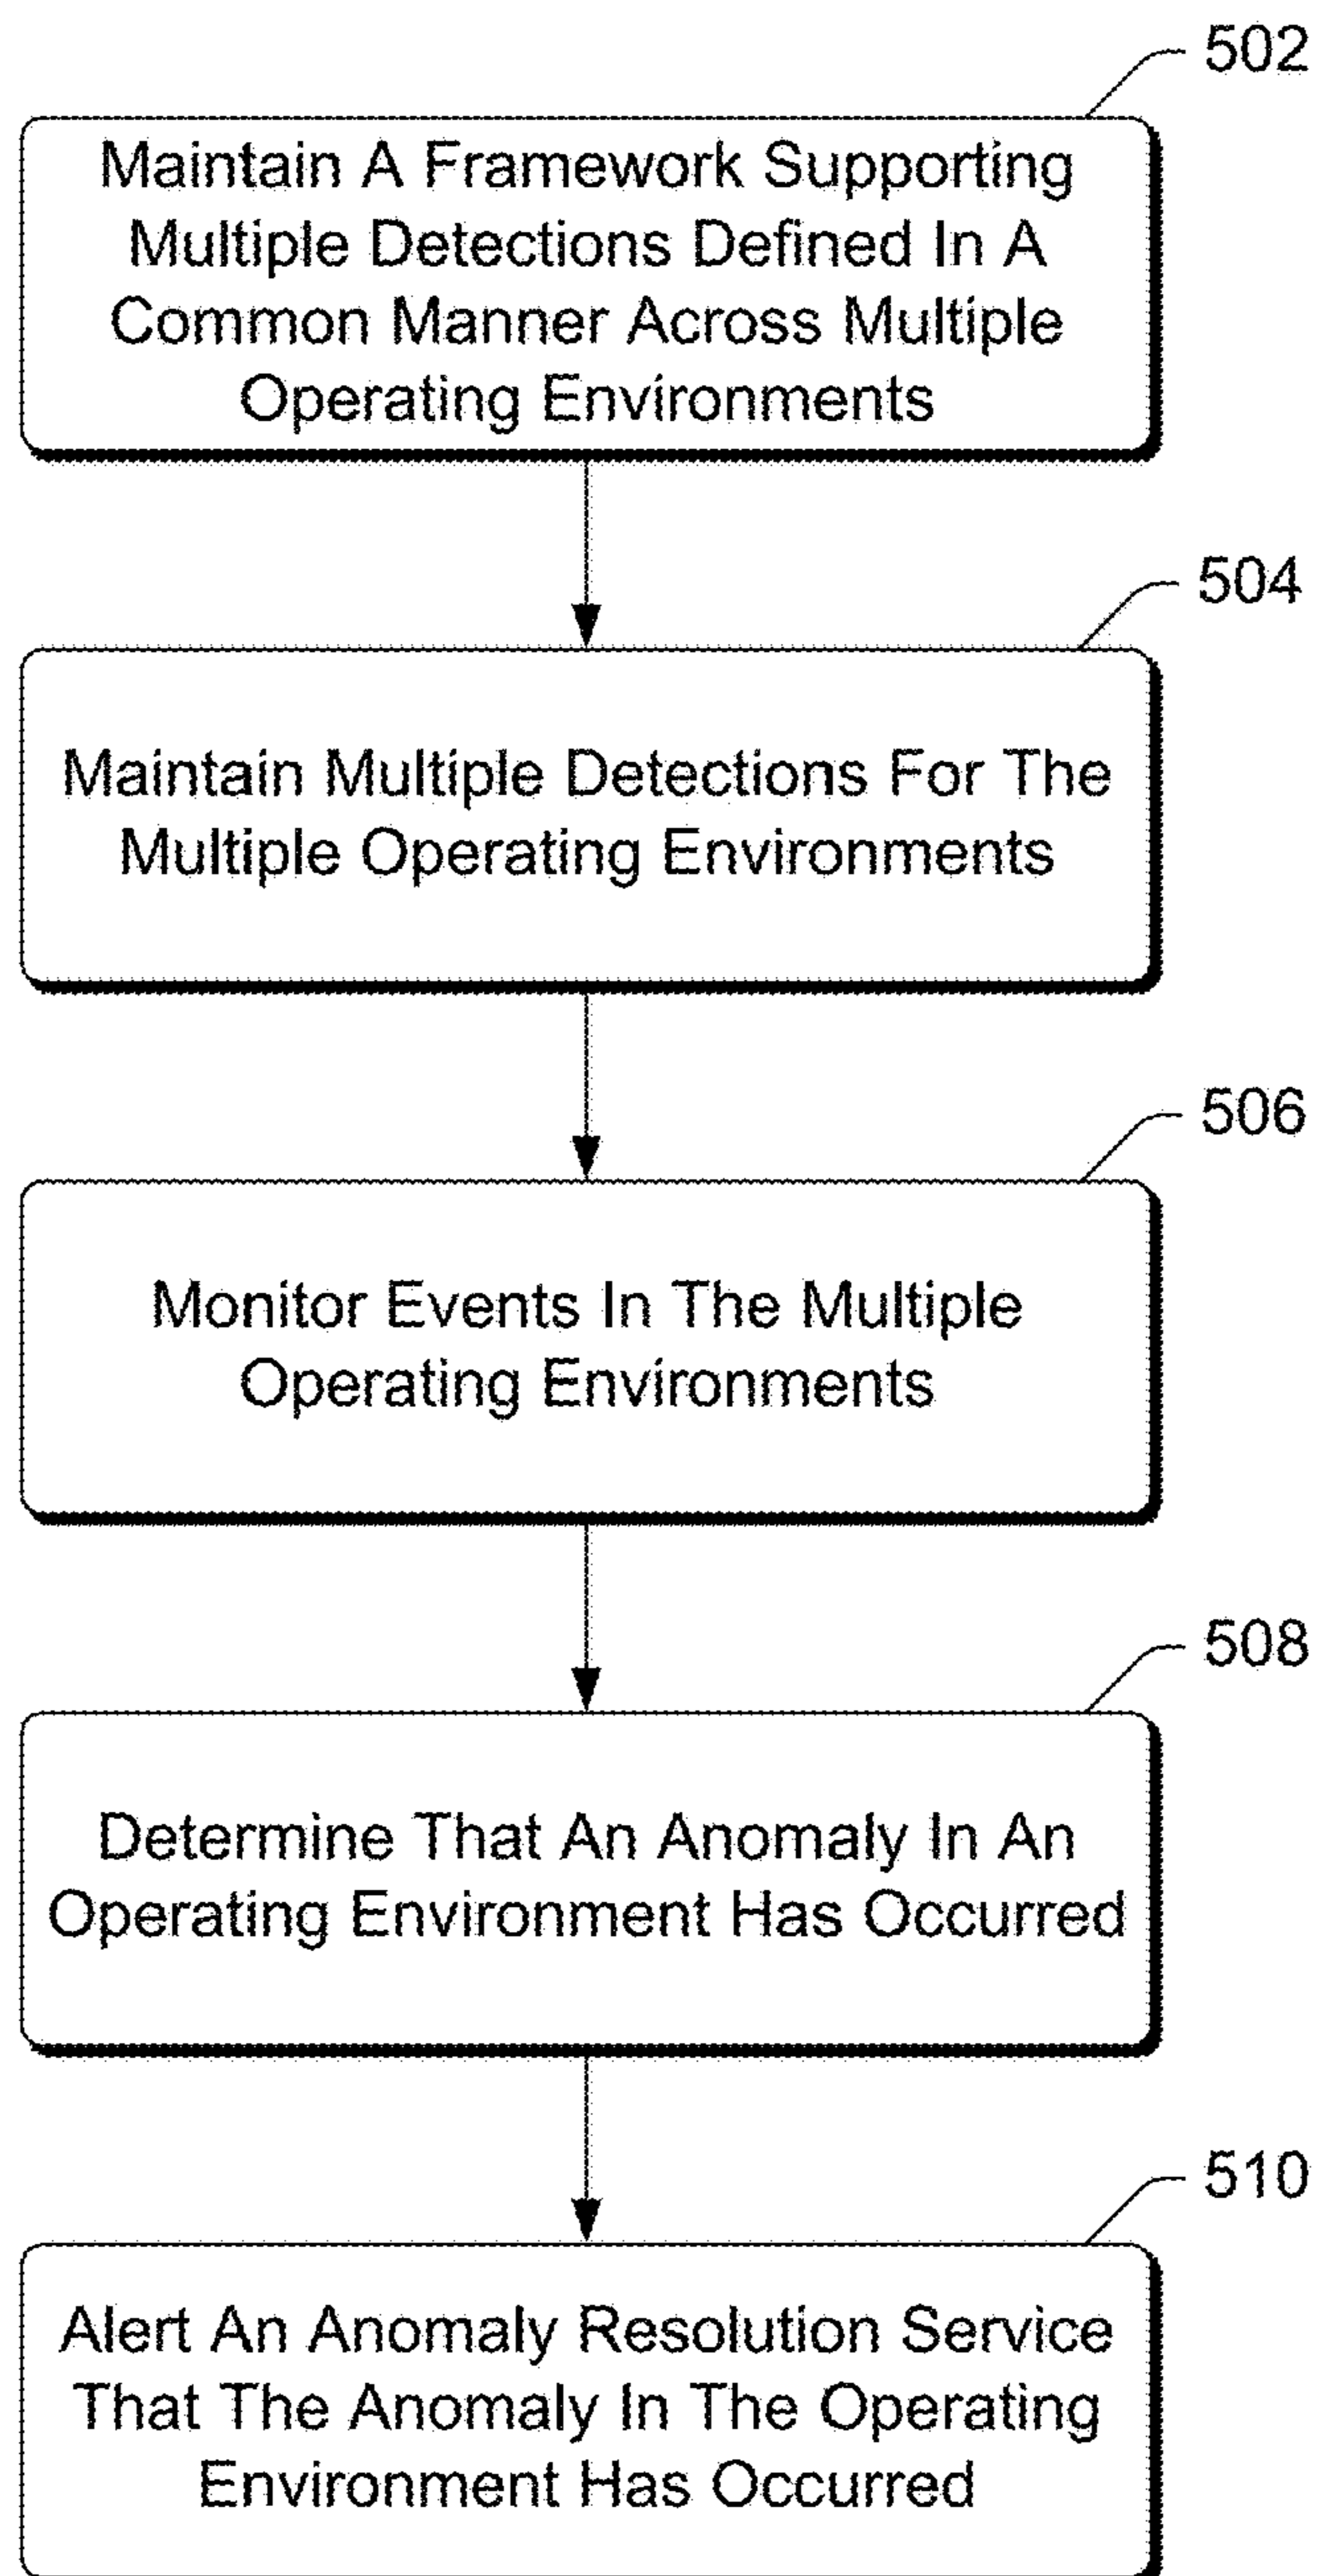 502
Maintain A Framework Supporting
Multiple Detections Defined In A
Common Manner Across Multiple
Operating Environments
504
Maintain Multiple Detections For The
Multiple Operating Environments
506
Monitor Events In The Multiple
Operating Environments
508
Determine That An Anomaly In An
Operating Environment Has Occurred
510
Alert An Anomaly Resolution Service
That The Anomaly In The Operating
Environment Has Occurred